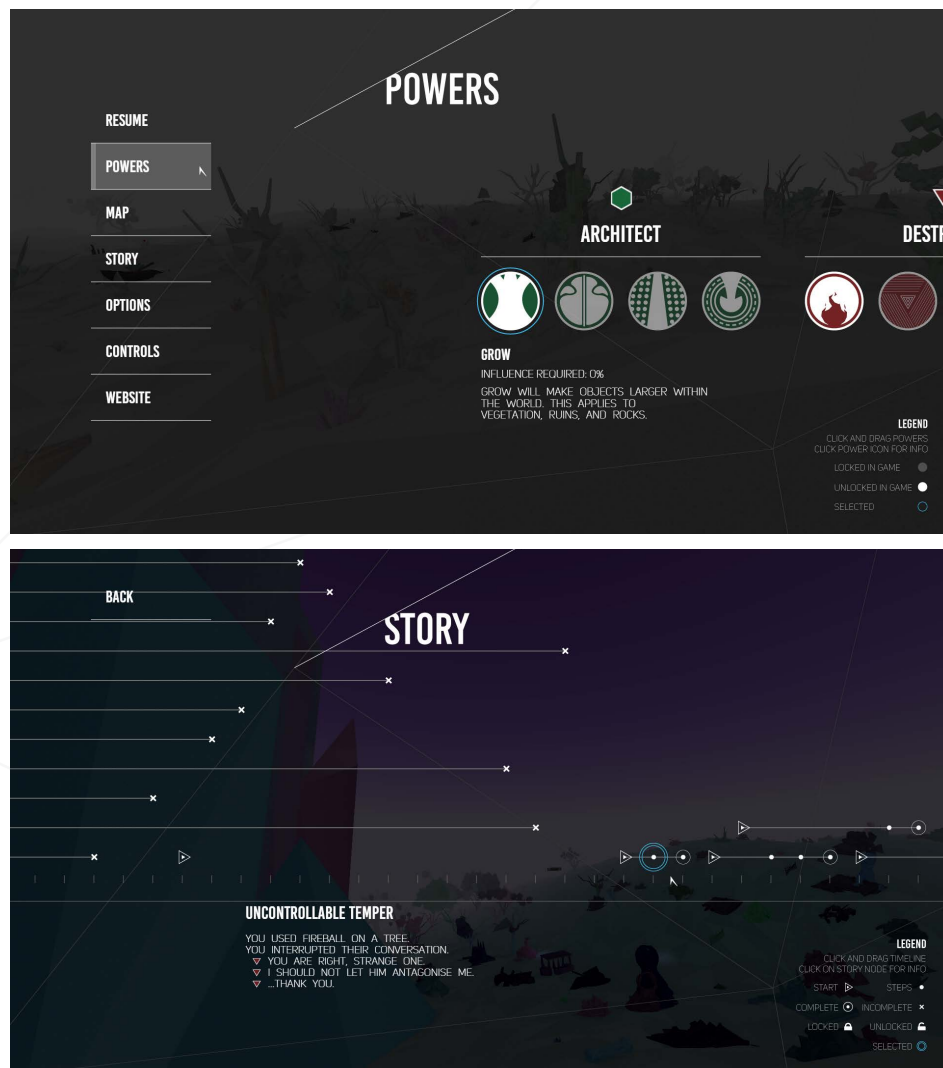 POWERS
RESUME
POWERS
MAP
STORY
OPTIONS
CONTROLS
WEBSITE
ARCHITECT
DESTR
GROW
INFLUENCE REQUIRED: 0%
GROW WILL MAKE OBJECTS LARGER WITHIN
THE WORLD. THIS APPLIES TO
VEGETATION, RUINS, AND ROCKS.
LEGEND
CLICK AND DRAG POWERS
CLICK POWER ICON FOR INFO
LOCKED IN GAME
UNLOCKED IN GAME
SELECTED
BACK
STORY
UNCONTROLLABLE TEMPER
YOU USED FIREBALL ON A TREE.
YOU INTERRUPTED THEIR CONVERSATION.
YOU ARE RIGHT, STRANGE ONE.
I SHOULD NOT LET HIM ANTAGONISE ME.
...THANK YOU.
LEGEND
CLICK AND DRAG TIMELINE
CLICK ON STORY NODE FOR INFO
START STEPS
COMPLETE INCOMPLETE
LOCKED UNLOCKED
SELECTED